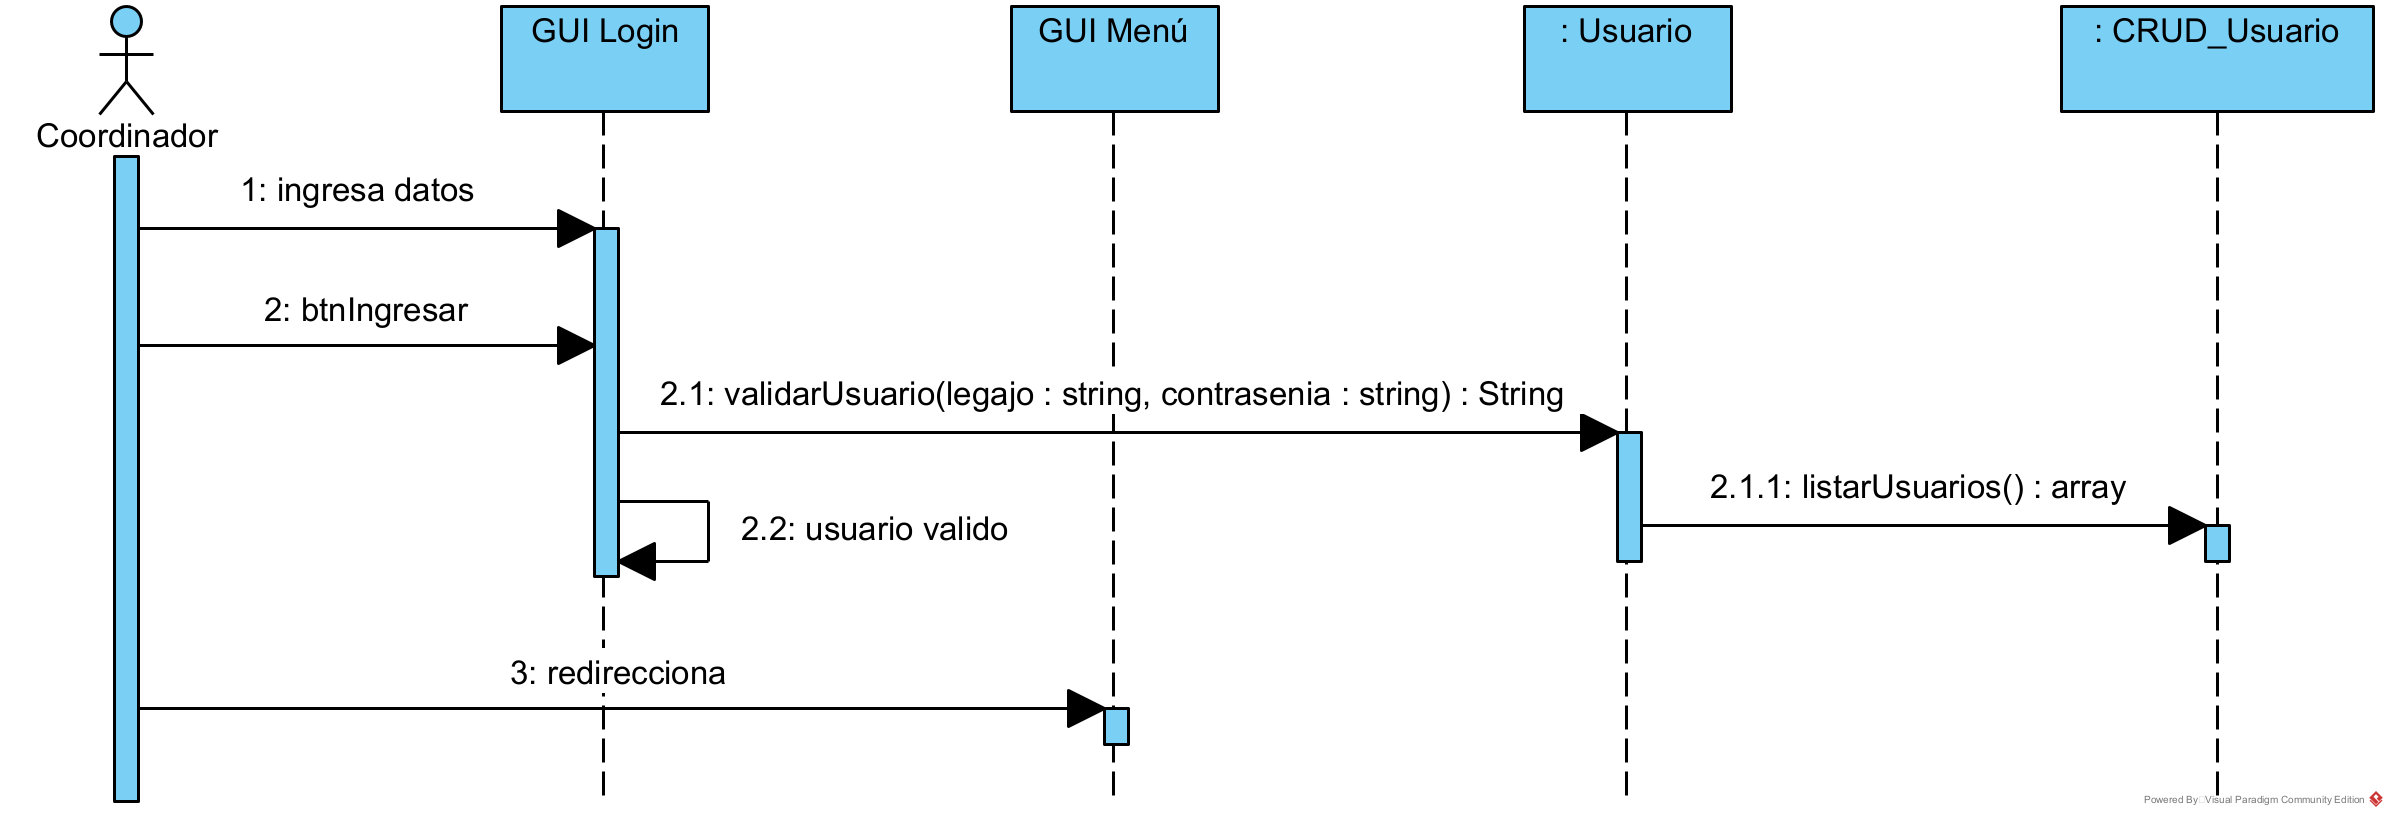 GUI Login
GUI Menú
: Usuario
: CRUD_Usuario
Coordinador
1: ingresa datos
2: btnIngresar
2.1: validarUsuario(legajo : string, contrasenia : string) : String
2.1.1: listarUsuarios() : array
2.2: usuario valido
3: redirecciona
Powered By Visual Paradigm Community Edition